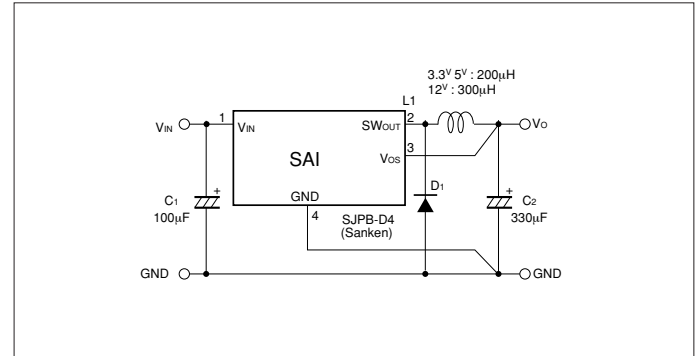 3.3V 5V : 200μH
12V : 300μH
L1
VIN
1
VIN
SWOUT
2
VO
SAI
VOS
3
D1
GND
4
C1
100μF
+
SJPB-D4
(Sanken)
+
C2
330μF
GND
GND